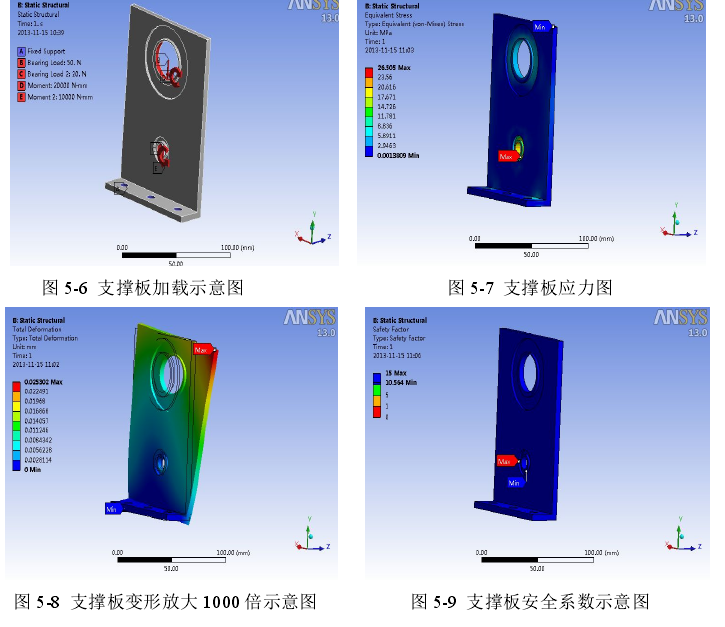 B: Static Structural
Static Structural
Time: 1. s
2013-11-15 10:59
A Fixed Support
B Bearing Load: 50. N
C Bearing Load 2: 20. N
D Moment: 20000 N·mm
E Moment 2: 10000 N·mm
ANSYS
13.0
0.00 100.00 (mm)
50.00
X Y Z
图 5-6 支撑板加载示意图
B: Static Structural
Equivalent Stress
Type: Equivalent (von-Mises) Stress
Unit: MPa
Time: 1
2013-11-15 11:03
26.505 Max
23.56
20.616
17.671
14.726
11.781
8.836
5.8911
2.9463
0.0013809 Min
Min
Max
ANSYS
13.0
0.00 100.00 (mm)
50.00
X Y Z
图 5-7 支撑板应力图
B: Static Structural
Total Deformation
Type: Total Deformation
Unit: mm
Time: 1
2013-11-15 11:02
0.025302 Max
0.022491
0.01968
0.016868
0.014057
0.011246
0.0084342
0.0056228
0.0028114
0 Min
Max
Min
ANSYS
13.0
0.00 100.00 (mm)
50.00
X Y Z
图 5-8 支撑板变形放大 1000 倍示意图
B: Static Structural
Safety Factor
Type: Safety Factor
Time: 1
2013-11-15 11:06
15 Max
10.564 Min
5
1
0
Max
Min
ANSYS
13.0
0.00 100.00 (mm)
50.00
X Y Z
图 5-9 支撑板安全系数示意图